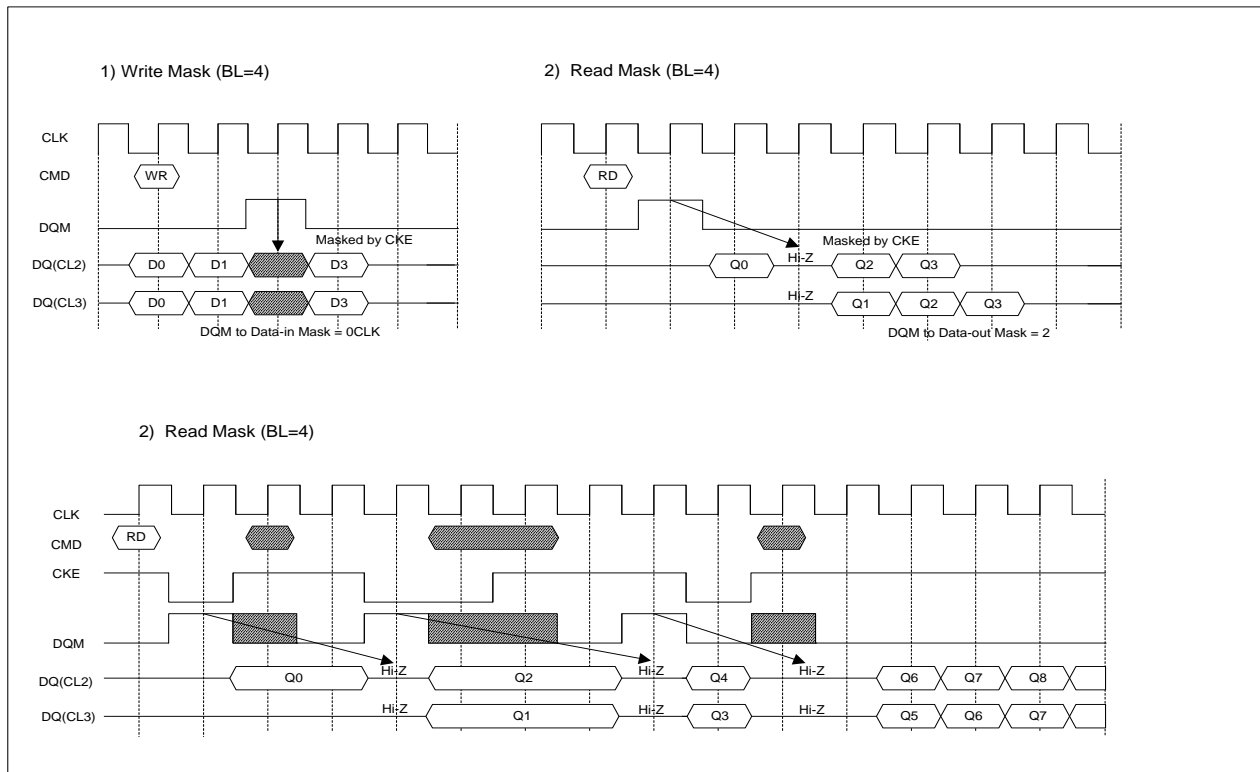 1) Write Mask (BL=4)
2) Read Mask (BL=4)
CLK
CMD WR RD
DQM
Masked by CKE Masked by CKE
DQ(CL2) D0 D1 D3 Q0 Hi-Z Q2 Q3
DQ(CL3) D0 D1 D3 Hi-Z Q1 Q2 Q3
DQM to Data-in Mask = 0CLK DQM to Data-out Mask = 2
2) Read Mask (BL=4)
CLK
CMD RD
CKE
DQM
DQ(CL2) Q0 Hi-Z Q2 Hi-Z Q4 Hi-Z Q6 Q7 Q8
DQ(CL3) Hi-Z Q1 Hi-Z Q3 Hi-Z Q5 Q6 Q7